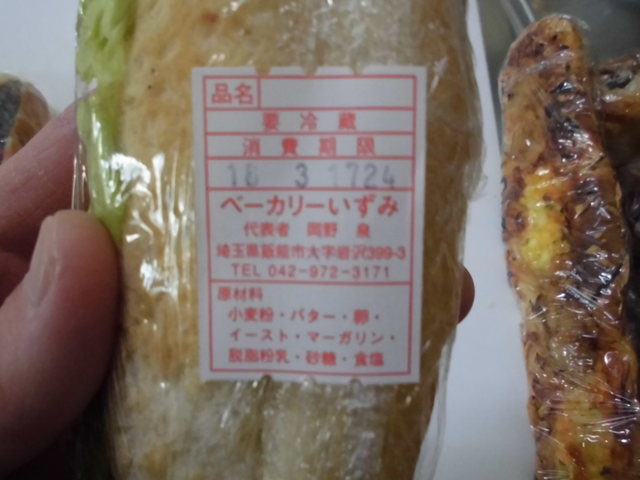 品名
要冷蔵
消費期限
18 3 1724
ベーカリーいずみ
代表者 岡野 泉
埼玉県飯能市大字岩沢399-3
TEL 042-972-3171
原材料
小麦粉・バター・卵・
イースト・マーガリン・
脱脂粉乳・砂糖・食塩